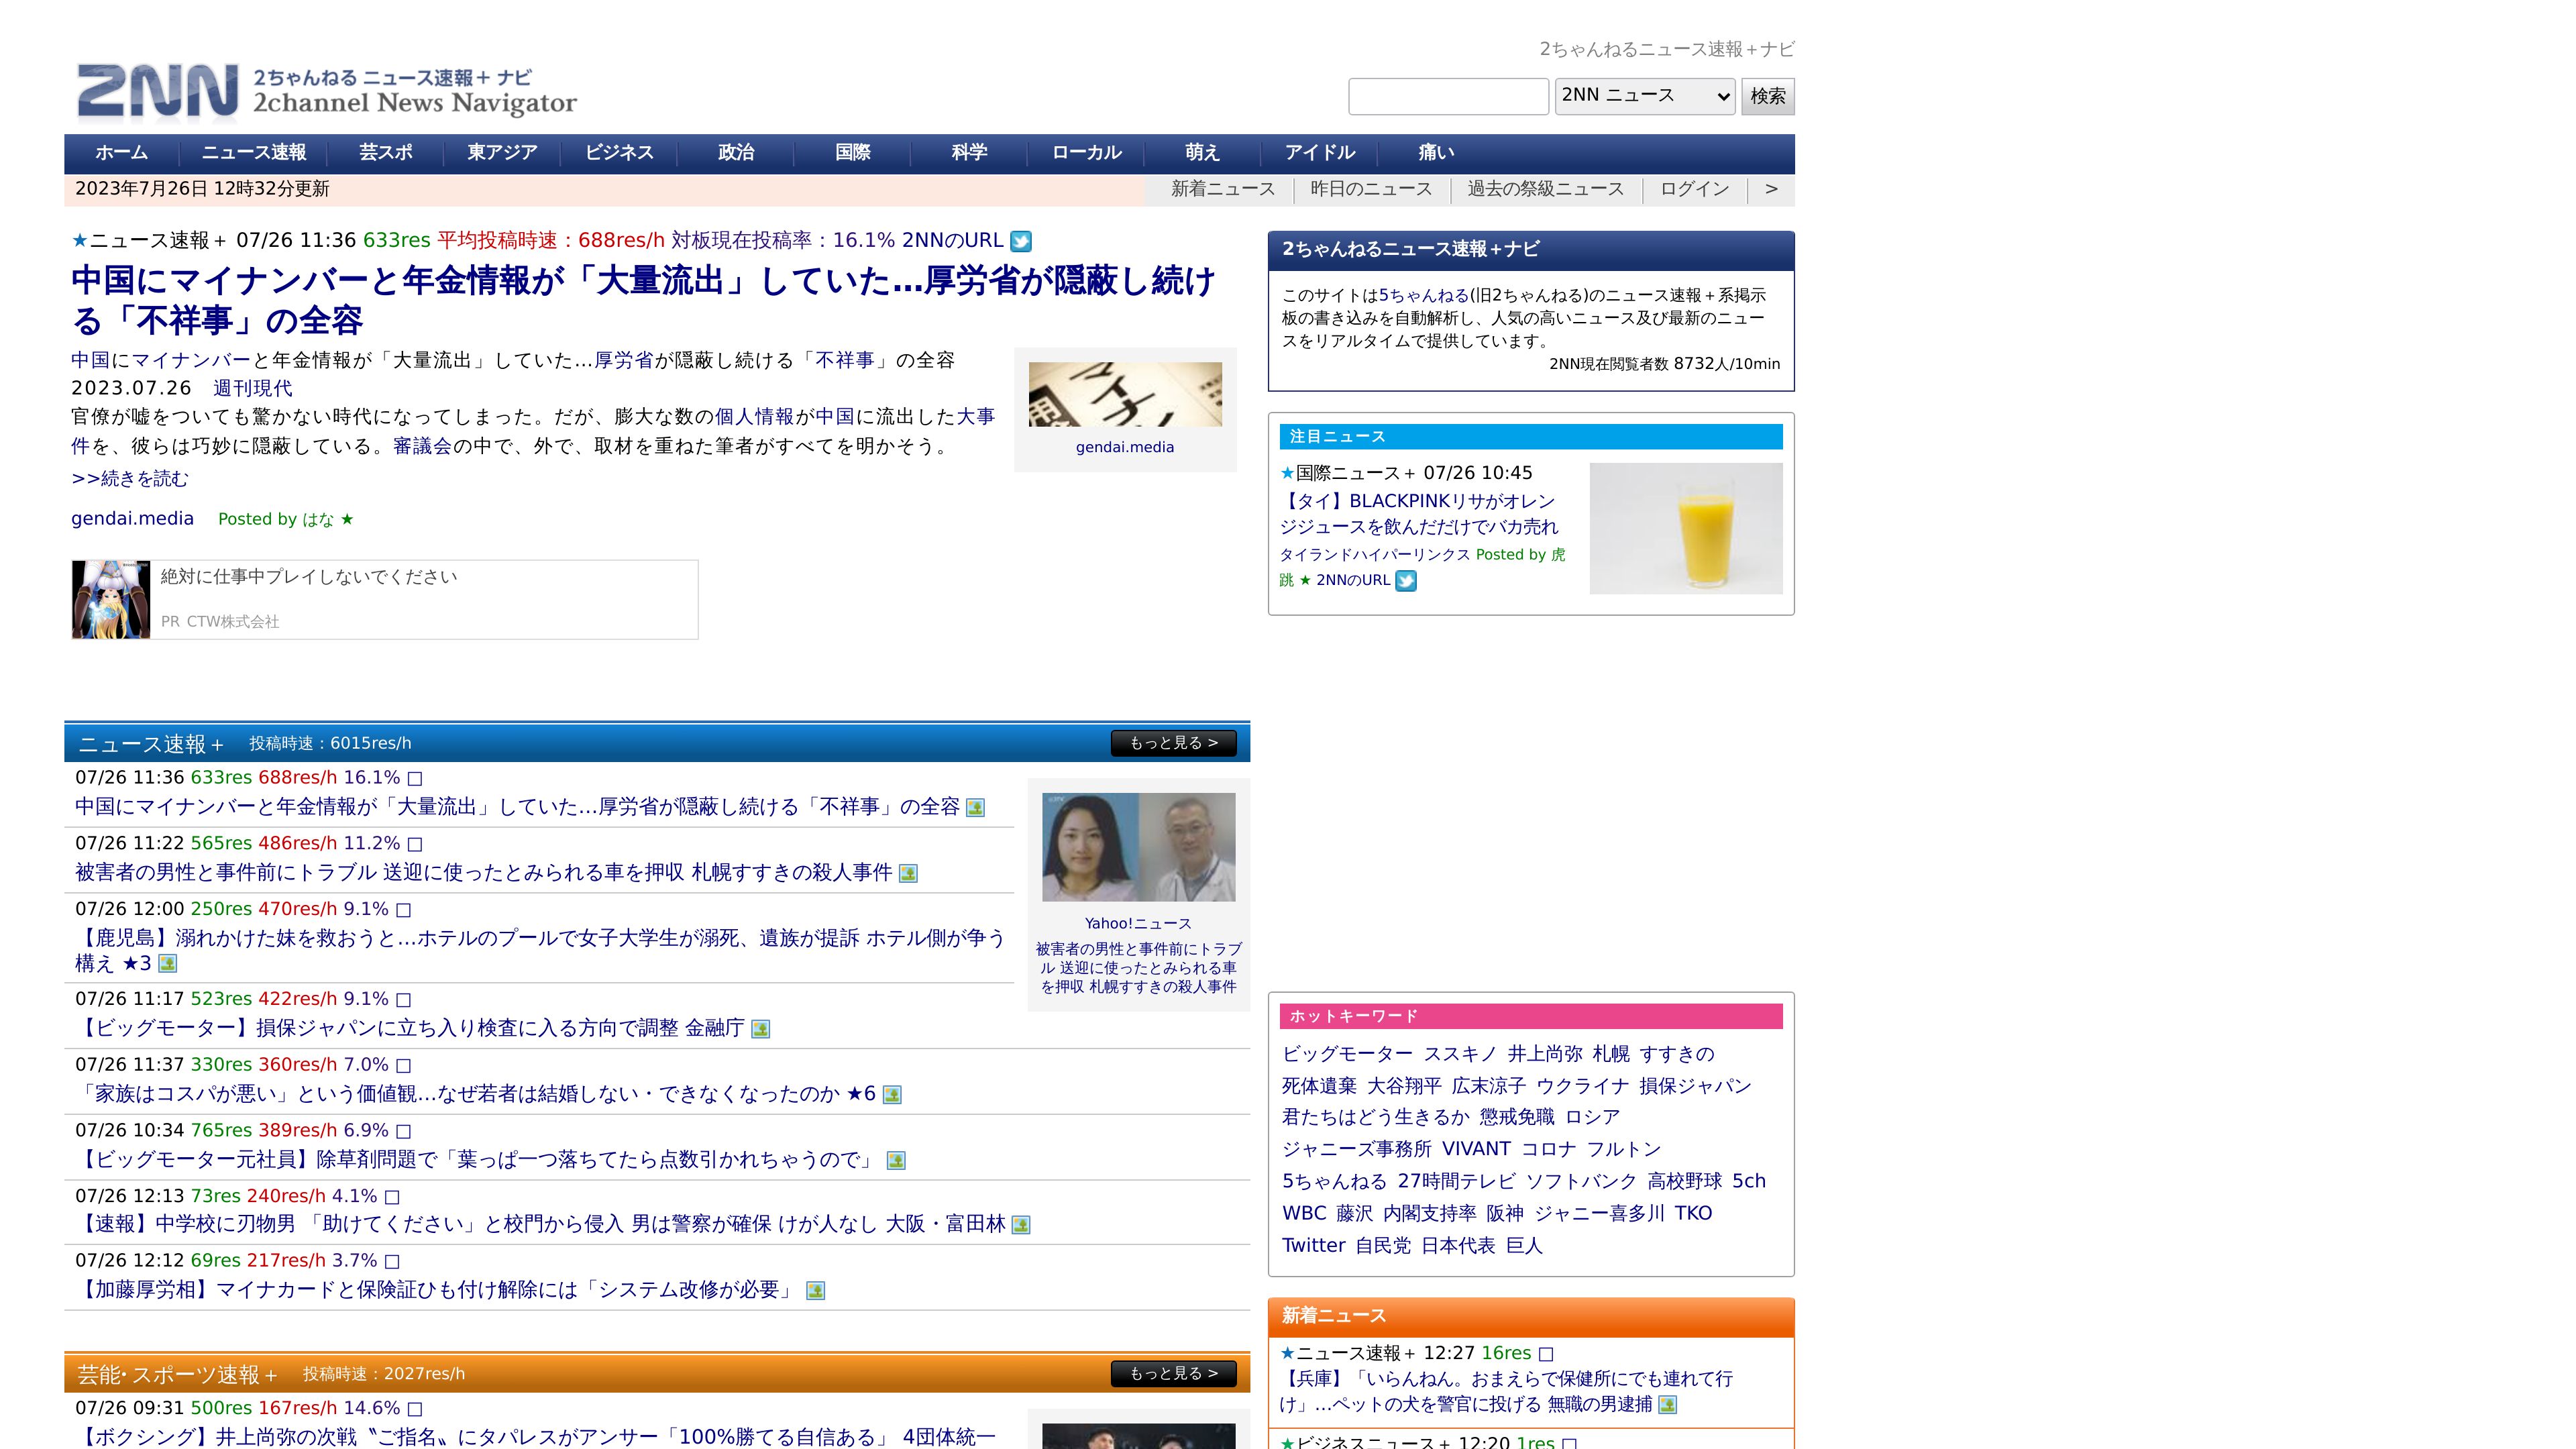 2ちゃんねるニュース速報＋ナビ
2NN 2ちゃんねる ニュース速報＋ ナビ
2channel News Navigator
2NN ニュース 検索
ホーム ニュース速報 芸スポ 東アジア ビジネス 政治 国際 科学 ローカル 萌え アイドル 痛い
2023年7月26日 12時32分更新
新着ニュース 昨日のニュース 過去の祭級ニュース ログイン >
★ニュース速報＋ 07/26 11:36 633res 平均投稿時速：688res/h 対板現在投稿率：16.1% 2NNのURL
中国にマイナンバーと年金情報が「大量流出」していた…厚労省が隠蔽し続け
る「不祥事」の全容
中国にマイナンバーと年金情報が「大量流出」していた…厚労省が隠蔽し続ける「不祥事」の全容
2023.07.26　週刊現代
官僚が嘘をついても驚かない時代になってしまった。だが、膨大な数の個人情報が中国に流出した大事
件を、彼らは巧妙に隠蔽している。審議会の中で、外で、取材を重ねた筆者がすべてを明かそう。
>>続きを読む
gendai.media
gendai.media Posted by はな ★
絶対に仕事中プレイしないでください
PR CTW株式会社
ニュース速報＋ 投稿時速：6015res/h もっと見る >
07/26 11:36 633res 688res/h 16.1% □
中国にマイナンバーと年金情報が「大量流出」していた…厚労省が隠蔽し続ける「不祥事」の全容
07/26 11:22 565res 486res/h 11.2% □
被害者の男性と事件前にトラブル 送迎に使ったとみられる車を押収 札幌すすきの殺人事件
07/26 12:00 250res 470res/h 9.1% □
【鹿児島】溺れかけた妹を救おうと…ホテルのプールで女子大学生が溺死、遺族が提訴 ホテル側が争う
構え ★3
07/26 11:17 523res 422res/h 9.1% □
【ビッグモーター】損保ジャパンに立ち入り検査に入る方向で調整 金融庁
07/26 11:37 330res 360res/h 7.0% □
「家族はコスパが悪い」という価値観…なぜ若者は結婚しない・できなくなったのか ★6
07/26 10:34 765res 389res/h 6.9% □
【ビッグモーター元社員】除草剤問題で「葉っぱ一つ落ちてたら点数引かれちゃうので」
07/26 12:13 73res 240res/h 4.1% □
【速報】中学校に刃物男 「助けてください」と校門から侵入 男は警察が確保 けが人なし 大阪・富田林
07/26 12:12 69res 217res/h 3.7% □
【加藤厚労相】マイナカードと保険証ひも付け解除には「システム改修が必要」
Yahoo!ニュース
被害者の男性と事件前にトラブ
ル 送迎に使ったとみられる車
を押収 札幌すすきの殺人事件
芸能･スポーツ速報＋ 投稿時速：2027res/h もっと見る >
07/26 09:31 500res 167res/h 14.6% □
【ボクシング】井上尚弥の次戦〝ご指名〟にタパレスがアンサー「100%勝てる自信ある」 4団体統一
2ちゃんねるニュース速報＋ナビ
このサイトは5ちゃんねる(旧2ちゃんねる)のニュース速報＋系掲示
板の書き込みを自動解析し、人気の高いニュース及び最新のニュー
スをリアルタイムで提供しています。
2NN現在閲覧者数 8732人/10min
注目ニュース
★国際ニュース＋ 07/26 10:45
【タイ】BLACKPINKリサがオレン
ジジュースを飲んだだけでバカ売れ
タイランドハイパーリンクス Posted by 虎
跳 ★ 2NNのURL
ホットキーワード
ビッグモーター ススキノ 井上尚弥 札幌 すすきの
死体遺棄 大谷翔平 広末涼子 ウクライナ 損保ジャパン
君たちはどう生きるか 懲戒免職 ロシア
ジャニーズ事務所 VIVANT コロナ フルトン
5ちゃんねる 27時間テレビ ソフトバンク 高校野球 5ch
WBC 藤沢 内閣支持率 阪神 ジャニー喜多川 TKO
Twitter 自民党 日本代表 巨人
新着ニュース
★ニュース速報＋ 12:27 16res □
【兵庫】「いらんねん。おまえらで保健所にでも連れて行
け」…ペットの犬を警官に投げる 無職の男逮捕
★ビジネスニュース＋ 12:20 1res □